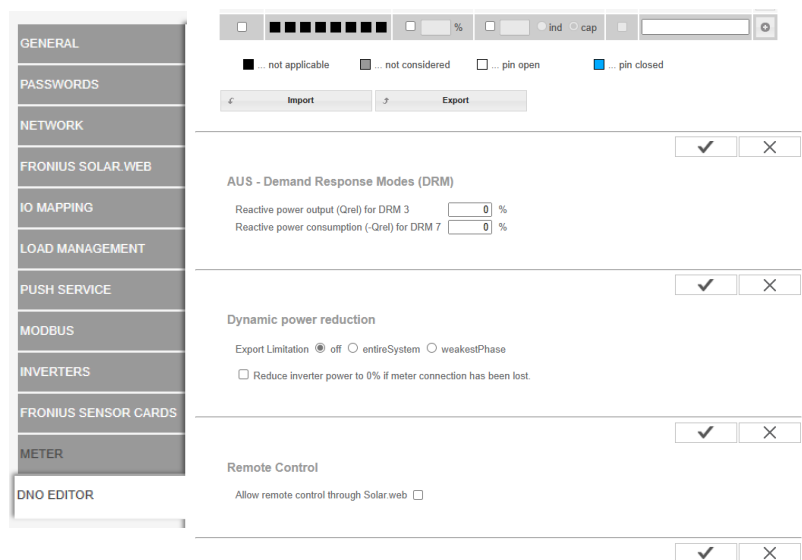 GENERAL
PASSWORDS
NETWORK
FRONIUS SOLAR.WEB
IO MAPPING
LOAD MANAGEMENT
PUSH SERVICE
MODBUS
INVERTERS
FRONIUS SENSOR CARDS
METER
DNO EDITOR
% ind cap
... not applicable ... not considered ... pin open ... pin closed
Import Export
AUS - Demand Response Modes (DRM)
Reactive power output (Qrel) for DRM 3 0 %
Reactive power consumption (-Qrel) for DRM 7 0 %
Dynamic power reduction
Export Limitation off entireSystem weakestPhase
Reduce inverter power to 0% if meter connection has been lost.
Remote Control
Allow remote control through Solar.web